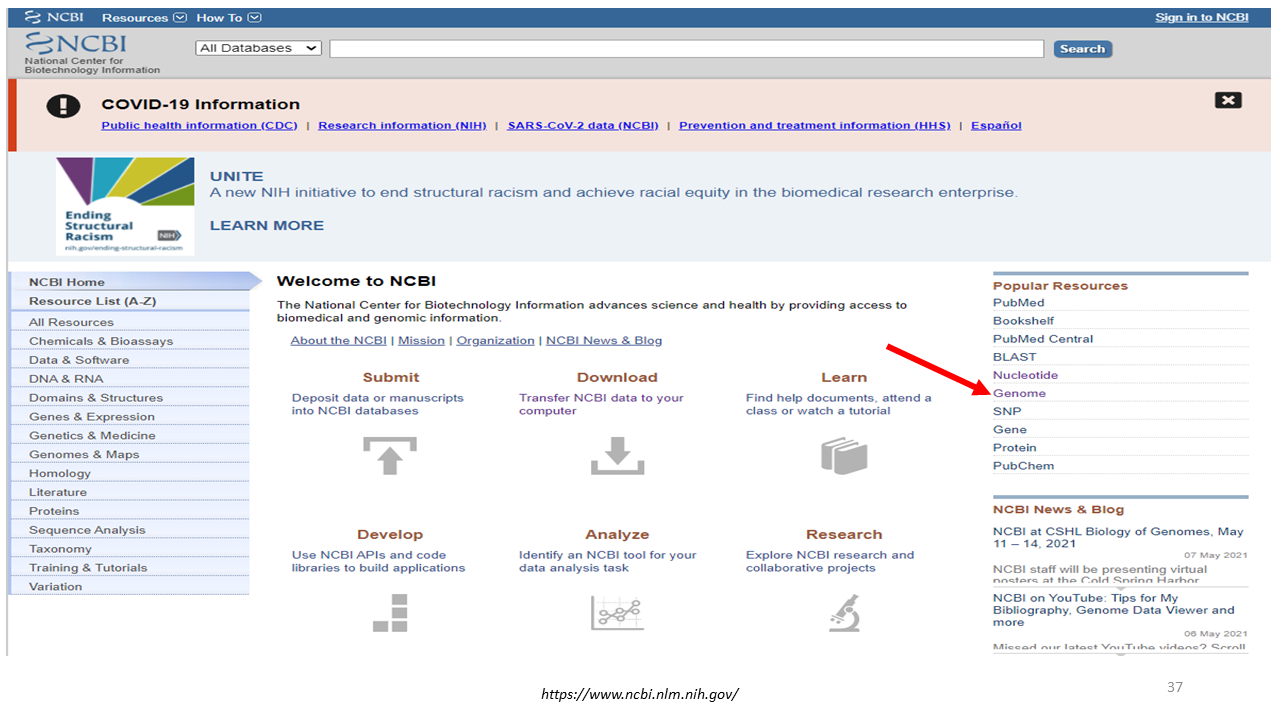 NCBI Resources How To Sign in to NCBI
NCBI
National Center for
Biotechnology Information
All Databases Search
COVID-19 Information
Public health information (CDC) | Research information (NIH) | SARS-CoV-2 data (NCBI) | Prevention and treatment information (HHS) | Español
Ending
Structural
Racism NIH
nih.gov/ending-structural-racism
UNITE
A new NIH initiative to end structural racism and achieve racial equity in the biomedical research enterprise.
LEARN MORE
NCBI Home
Resource List (A-Z)
All Resources
Chemicals & Bioassays
Data & Software
DNA & RNA
Domains & Structures
Genes & Expression
Genetics & Medicine
Genomes & Maps
Homology
Literature
Proteins
Sequence Analysis
Taxonomy
Training & Tutorials
Variation
Welcome to NCBI
The National Center for Biotechnology Information advances science and health by providing access to
biomedical and genomic information.
About the NCBI | Mission | Organization | NCBI News & Blog
Submit
Deposit data or manuscripts
into NCBI databases
Download
Transfer NCBI data to your
computer
Learn
Find help documents, attend a
class or watch a tutorial
Develop
Use NCBI APIs and code
libraries to build applications
Analyze
Identify an NCBI tool for your
data analysis task
Research
Explore NCBI research and
collaborative projects
Popular Resources
PubMed
Bookshelf
PubMed Central
BLAST
Nucleotide
Genome
SNP
Gene
Protein
PubChem
NCBI News & Blog
NCBI at CSHL Biology of Genomes, May
11 – 14, 2021
07 May 2021
NCBI staff will be presenting virtual
posters at the Cold Spring Harbor
NCBI on YouTube: Tips for My
Bibliography, Genome Data Viewer and
more
06 May 2021
Missed our latest YouTube videos? Scroll
https://www.ncbi.nlm.nih.gov/
37